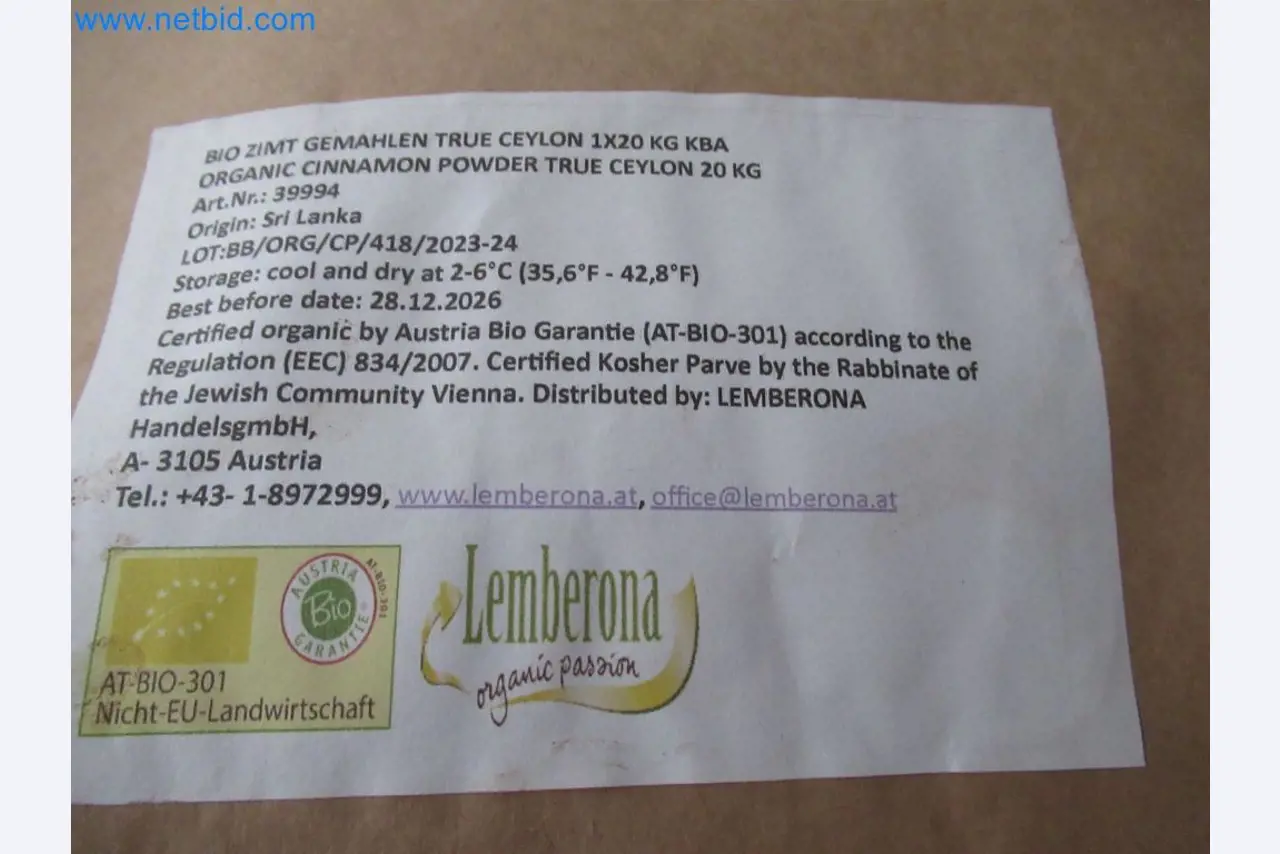 www.netbid.com
BIO ZIMT GEMAHLEN TRUE CEYLON 1X20 KG KBA
ORGANIC CINNAMON POWDER TRUE CEYLON 20 KG
Art.Nr.: 39994
Origin: Sri Lanka
LOT:BB/ORG/CP/418/2023-24
Storage: cool and dry at 2-6°C (35,6°F - 42,8°F)
Best before date: 28.12.2026
Certified organic by Austria Bio Garantie (AT-BIO-301) according to the
Regulation (EEC) 834/2007. Certified Kosher Parve by the Rabbinate of
the Jewish Community Vienna. Distributed by: LEMBERONA
HandelsgmbH,
A- 3105 Austria
Tel.: +43- 1-8972999, www.lemberona.at, office@lemberona.at
AUSTRIA
Bio
GARANTIE
AT-BIO-301
AT-BIO-301
Nicht-EU-Landwirtschaft
Lemberona
organic passion